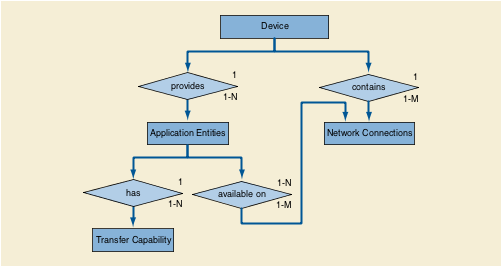 Device
provides
1
1-N
contains
1
1-M
Application Entities
Network Connections
has
1
1-N
available on
1-N
1-M
Transfer Capability